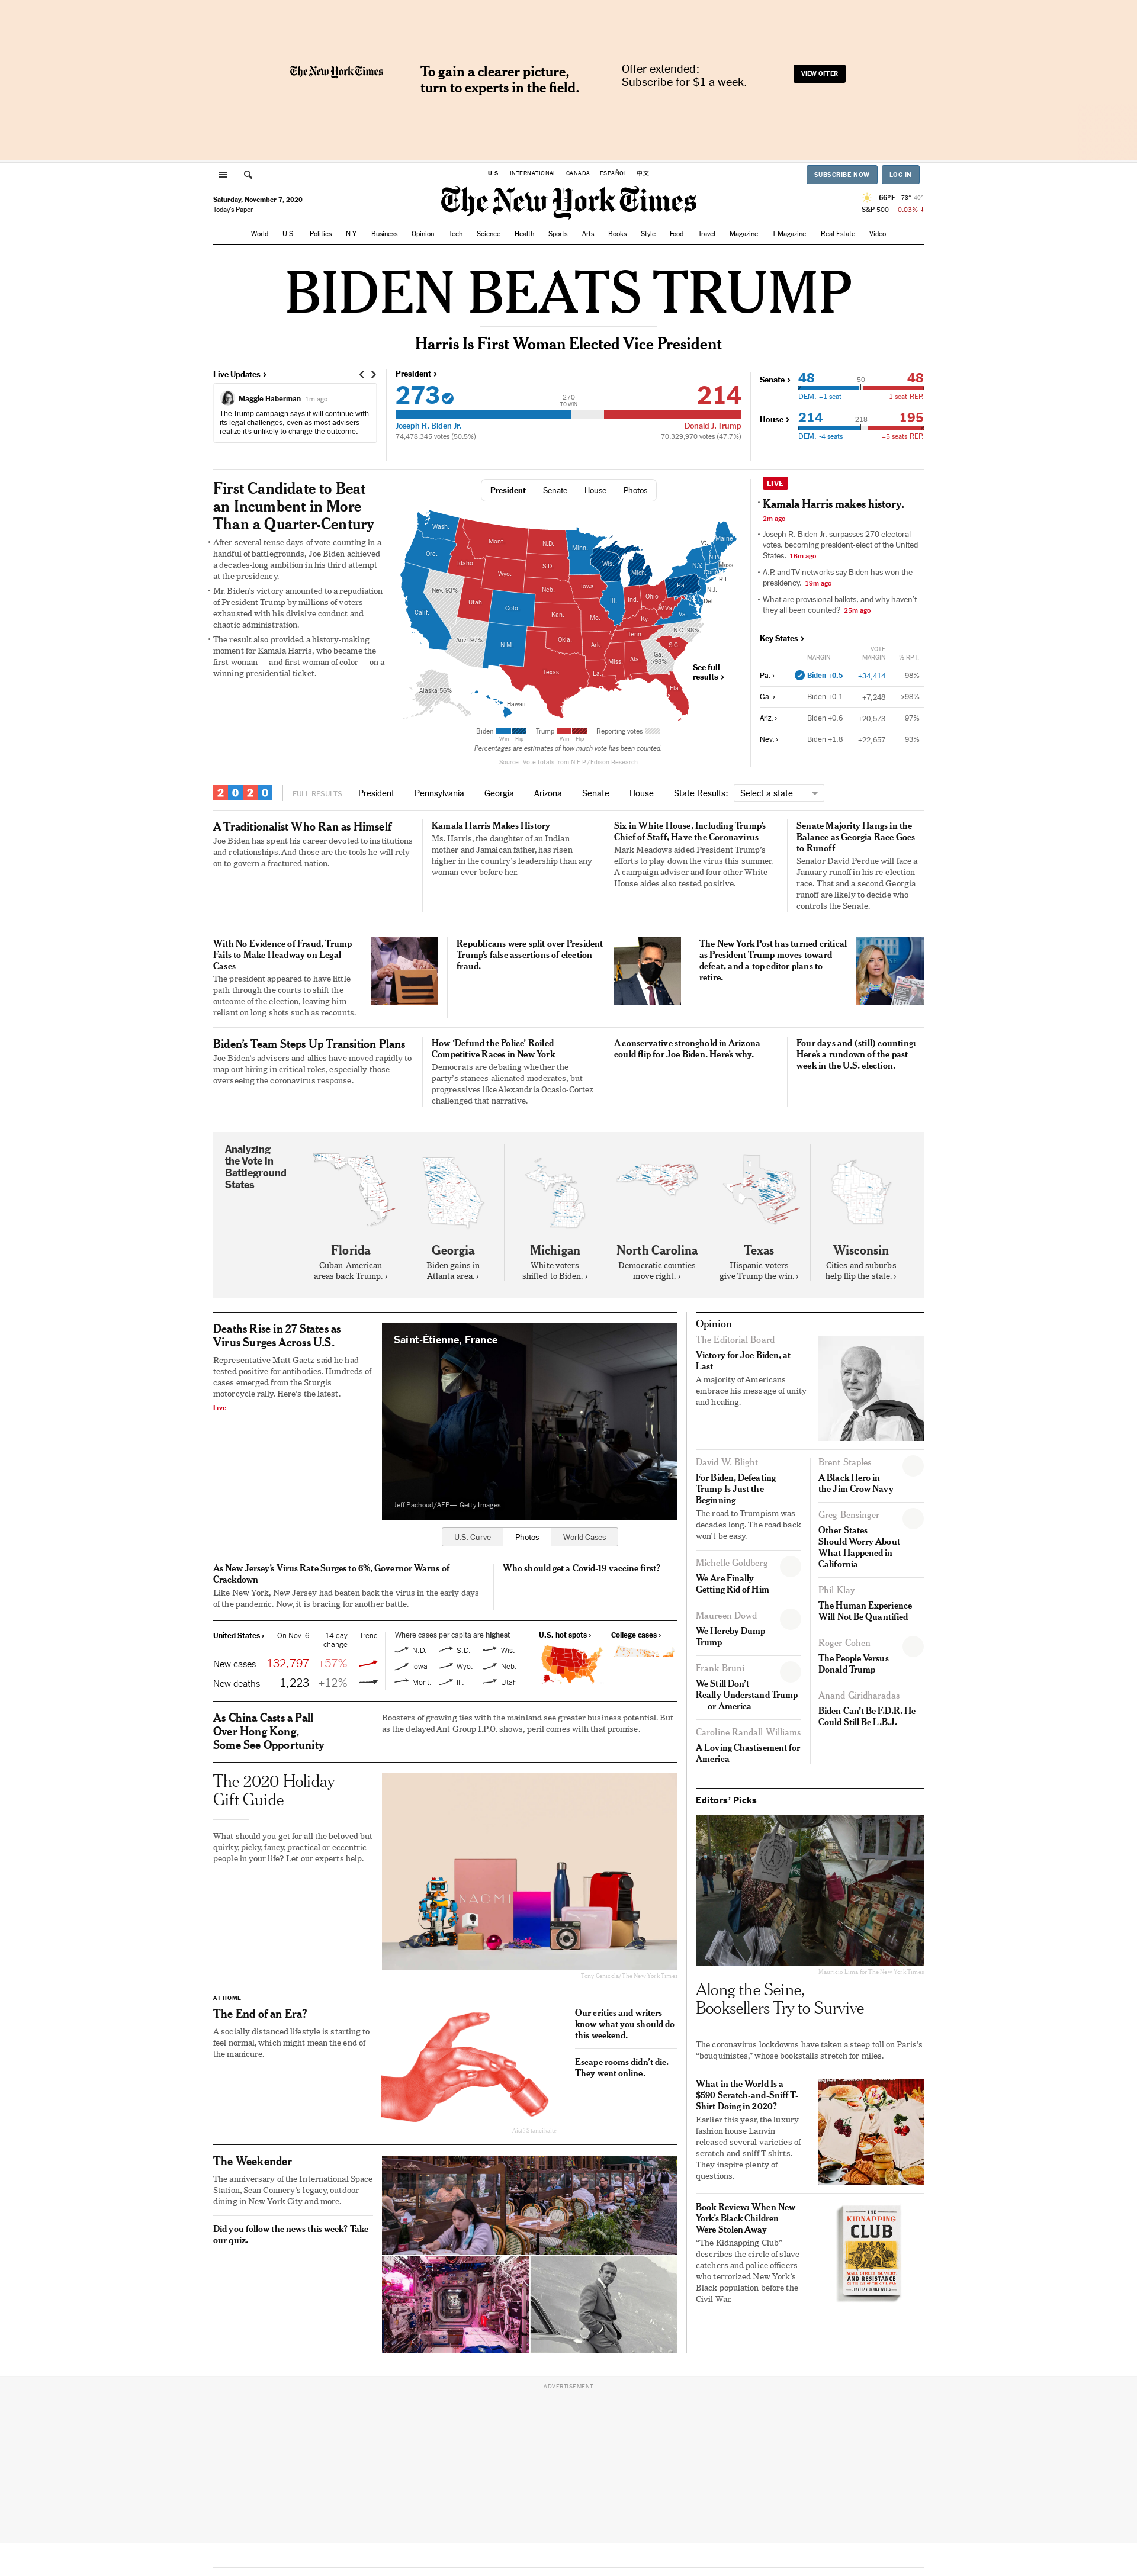 The New York Times
To gain a clearer picture,
turn to experts in the field.
Offer extended:
Subscribe for $1 a week.
VIEW OFFER
U.S.
INTERNATIONAL
CANADA
ESPAÑOL
中文
SUBSCRIBE NOW
LOG IN
Saturday, November 7, 2020
Today's Paper
The New York Times
66°F 73° 40°
S&P 500 -0.03%
World U.S. Politics N.Y. Business Opinion Tech Science Health Sports Arts Books Style Food Travel Magazine T Magazine Real Estate Video
BIDEN BEATS TRUMP
Harris Is First Woman Elected Vice President
Live Updates
Maggie Haberman 1m ago
The Trump campaign says it will continue with
its legal challenges, even as most advisers
realize it's unlikely to change the outcome.
President
273
270
TO WIN
214
Joseph R. Biden Jr.
Donald J. Trump
74,478,345 votes (50.5%)
70,329,970 votes (47.7%)
Senate
48 50 48
DEM. +1 seat -1 seat REP.
House
214 218 195
DEM. -4 seats +5 seats REP.
First Candidate to Beat
an Incumbent in More
Than a Quarter-Century
After several tense days of vote-counting in a
handful of battlegrounds, Joe Biden achieved
a decades-long ambition in his third attempt
at the presidency.
Mr. Biden's victory amounted to a repudiation
of President Trump by millions of voters
exhausted with his divisive conduct and
chaotic administration.
The result also provided a history-making
moment for Kamala Harris, who became the
first woman — and first woman of color — on a
winning presidential ticket.
President Senate House Photos
Wash.
Ore.
Calif.
Nev. 93%
Idaho
Mont.
Wyo.
Utah
Ariz. 97%
Colo.
N.M.
N.D.
S.D.
Neb.
Kan.
Okla.
Texas
Minn.
Iowa
Mo.
Ark.
La.
Wis.
Ill.
Mich.
Ind.
Ohio
Ky.
Tenn.
Miss.
Ala.
Ga.
>98%
Fla.
S.C.
N.C. 98%
Va.
W.Va.
Pa.
N.Y.
Vt.
N.H.
Maine
Mass.
R.I.
Conn.
N.J.
Del.
Md.
Alaska 56%
Hawaii
See full
results
Biden Trump Reporting votes
Win Flip Win Flip
Percentages are estimates of how much vote has been counted.
Source: Vote totals from N.E.P./Edison Research
LIVE
Kamala Harris makes history.
2m ago
Joseph R. Biden Jr. surpasses 270 electoral
votes, becoming president-elect of the United
States. 16m ago
A.P. and TV networks say Biden has won the
presidency. 19m ago
What are provisional ballots, and why haven't
they all been counted? 25m ago
Key States
MARGIN VOTE MARGIN % RPT.
Pa. Biden +0.5 +34,414 98%
Ga. Biden +0.1 +7,248 >98%
Ariz. Biden +0.6 +20,573 97%
Nev. Biden +1.8 +22,657 93%
2020
FULL RESULTS President Pennsylvania Georgia Arizona Senate House State Results: Select a state
A Traditionalist Who Ran as Himself
Joe Biden has spent his career devoted to institutions
and relationships. And those are the tools he will rely
on to govern a fractured nation.
Kamala Harris Makes History
Ms. Harris, the daughter of an Indian
mother and Jamaican father, has risen
higher in the country's leadership than any
woman ever before her.
Six in White House, Including Trump's
Chief of Staff, Have the Coronavirus
Mark Meadows aided President Trump's
efforts to play down the virus this summer.
A campaign adviser and four other White
House aides also tested positive.
Senate Majority Hangs in the
Balance as Georgia Race Goes
to Runoff
Senator David Perdue will face a
January runoff in his re-election
race. That and a second Georgia
runoff are likely to decide who
controls the Senate.
With No Evidence of Fraud, Trump
Fails to Make Headway on Legal
Cases
The president appeared to have little
path through the courts to shift the
outcome of the election, leaving him
reliant on long shots such as recounts.
Republicans were split over President
Trump's false assertions of election
fraud.
The New York Post has turned critical
as President Trump moves toward
defeat, and a top editor plans to
retire.
Biden's Team Steps Up Transition Plans
Joe Biden's advisers and allies have moved rapidly to
map out hiring in critical roles, especially those
overseeing the coronavirus response.
How 'Defund the Police' Roiled
Competitive Races in New York
Democrats are debating whether the
party's stances alienated moderates, but
progressives like Alexandria Ocasio-Cortez
challenged that narrative.
A conservative stronghold in Arizona
could flip for Joe Biden. Here's why.
Four days and (still) counting:
Here's a rundown of the past
week in the U.S. election.
Analyzing
the Vote in
Battleground
States
Florida
Cuban-American
areas back Trump.
Georgia
Biden gains in
Atlanta area.
Michigan
White voters
shifted to Biden.
North Carolina
Democratic counties
move right.
Texas
Hispanic voters
give Trump the win.
Wisconsin
Cities and suburbs
help flip the state.
Deaths Rise in 27 States as
Virus Surges Across U.S.
Representative Matt Gaetz said he had
tested positive for antibodies. Hundreds of
cases emerged from the Sturgis
motorcycle rally. Here's the latest.
Live
Saint-Étienne, France
Jeff Pachoud/AFP— Getty Images
U.S. Curve Photos World Cases
As New Jersey's Virus Rate Surges to 6%, Governor Warns of
Crackdown
Like New York, New Jersey had beaten back the virus in the early days
of the pandemic. Now, it is bracing for another battle.
Who should get a Covid-19 vaccine first?
United States On Nov. 6 14-day change Trend
New cases 132,797 +57%
New deaths 1,223 +12%
Where cases per capita are highest
N.D. S.D. Wis.
Iowa Wyo. Neb.
Mont. Ill. Utah
U.S. hot spots
College cases
As China Casts a Pall
Over Hong Kong,
Some See Opportunity
Boosters of growing ties with the mainland see greater business potential. But
as the delayed Ant Group I.P.O. shows, peril comes with that promise.
The 2020 Holiday
Gift Guide
What should you get for all the beloved but
quirky, picky, fancy, practical or eccentric
people in your life? Let our experts help.
NAOMI
Tony Cenicola/The New York Times
AT HOME
The End of an Era?
A socially distanced lifestyle is starting to
feel normal, which might mean the end of
the manicure.
Our critics and writers
know what you should do
this weekend.
Escape rooms didn't die.
They went online.
The Weekender
The anniversary of the International Space
Station, Sean Connery's legacy, outdoor
dining in New York City and more.
Did you follow the news this week? Take
our quiz.
Opinion
The Editorial Board
Victory for Joe Biden, at
Last
A majority of Americans
embrace his message of unity
and healing.
David W. Blight
For Biden, Defeating
Trump Is Just the
Beginning
The road to Trumpism was
decades long. The road back
won't be easy.
Michelle Goldberg
We Are Finally
Getting Rid of Him
Maureen Dowd
We Hereby Dump
Trump
Frank Bruni
We Still Don't
Really Understand Trump
— or America
Caroline Randall Williams
A Loving Chastisement for
America
Brent Staples
A Black Hero in
the Jim Crow Navy
Greg Bensinger
Other States
Should Worry About
What Happened in
California
Phil Klay
The Human Experience
Will Not Be Quantified
Roger Cohen
The People Versus
Donald Trump
Anand Giridharadas
Biden Can't Be F.D.R. He
Could Still Be L.B.J.
Editors' Picks
Mauricio Lima for The New York Times
Along the Seine,
Booksellers Try to Survive
The coronavirus lockdowns have taken a steep toll on Paris's
"bouquinistes," whose bookstalls stretch for miles.
What in the World Is a
$590 Scratch-and-Sniff T-
Shirt Doing in 2020?
Earlier this year, the luxury
fashion house Lanvin
released several varieties of
scratch-and-sniff T-shirts.
They inspire plenty of
questions.
Book Review: When New
York's Black Children
Were Stolen Away
"The Kidnapping Club"
describes the circle of slave
catchers and police officers
who terrorized New York's
Black population before the
Civil War.
THE
KIDNAPPING
CLUB
AND RESISTANCE
ADVERTISEMENT